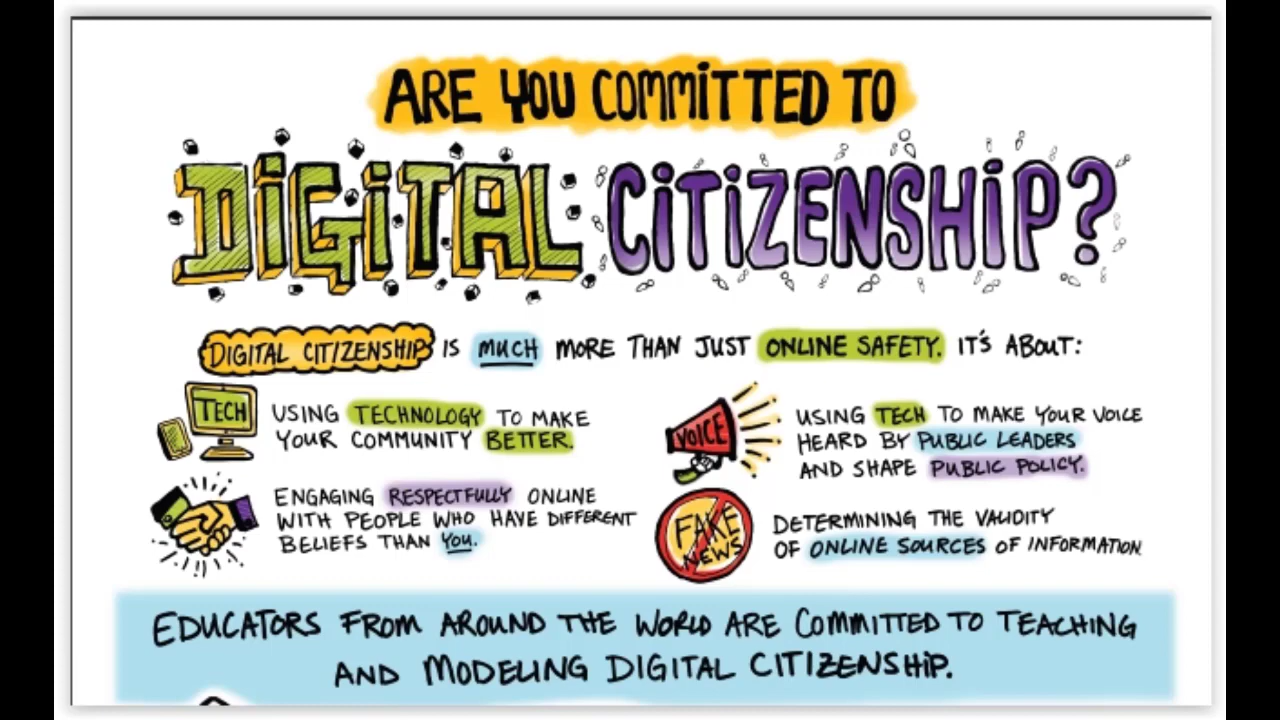 ARE YOU COMMITTED TO
DIGITAL CITIZENSHIP?
DIGITAL CITIZENSHIP IS MUCH MORE THAN JUST ONLINE SAFETY. IT'S ABOUT:
TECH
USING TECHNOLOGY TO MAKE
YOUR COMMUNITY BETTER.
ENGAGING RESPECTFULLY ONLINE
WITH PEOPLE WHO HAVE DIFFERENT
BELIEFS THAN YOU.
VOICE
USING TECH TO MAKE YOUR VOICE
HEARD BY PUBLIC LEADERS
AND SHAPE PUBLIC POLICY.
FAKE
NEWS
DETERMINING THE VALIDITY
OF ONLINE SOURCES OF INFORMATION
EDUCATORS FROM AROUND THE WORLD ARE COMMITTED TO TEACHING
AND MODELING DIGITAL CITIZENSHIP.